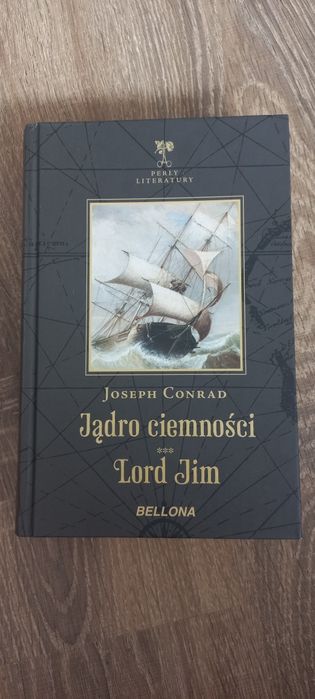 PERŁY
LITERATURY
JOSEPH CONRAD
Jądro ciemności
***
Lord Jim
BELLONA